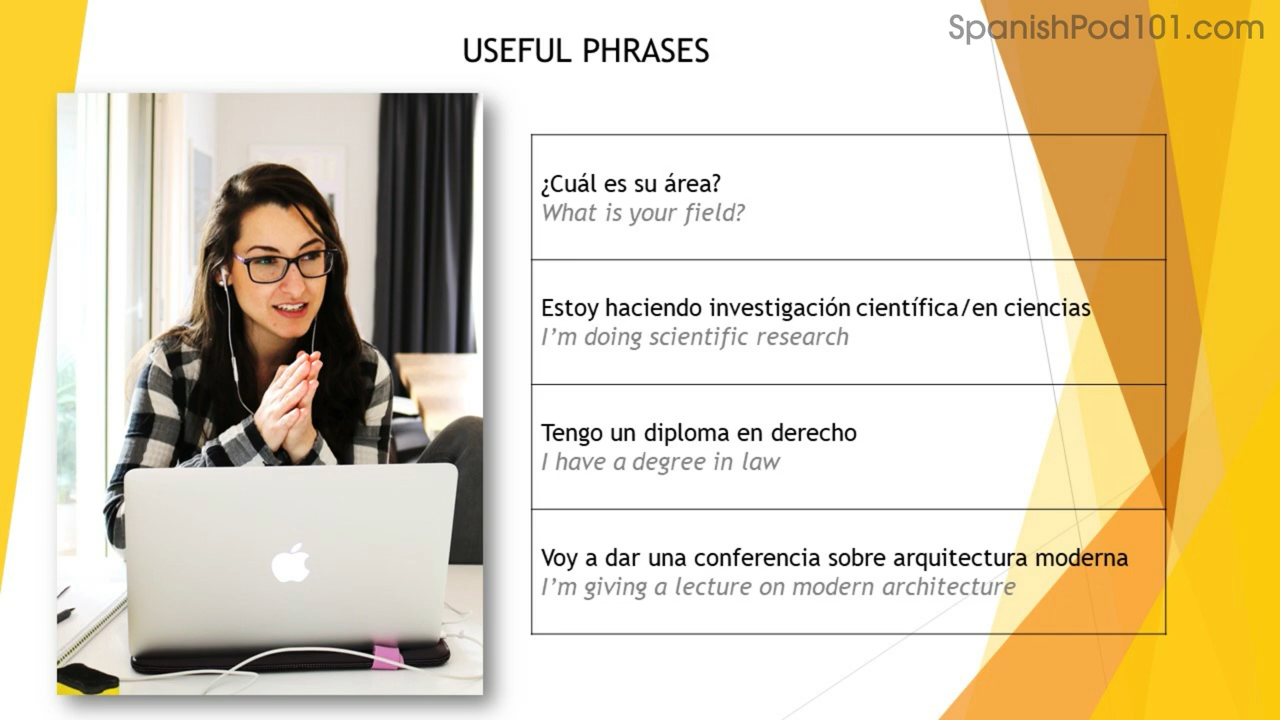 SpanishPod101.com
USEFUL PHRASES
¿Cuál es su área?
What is your field?
Estoy haciendo investigación científica/en ciencias
I'm doing scientific research
Tengo un diploma en derecho
I have a degree in law
Voy a dar una conferencia sobre arquitectura moderna
I'm giving a lecture on modern architecture